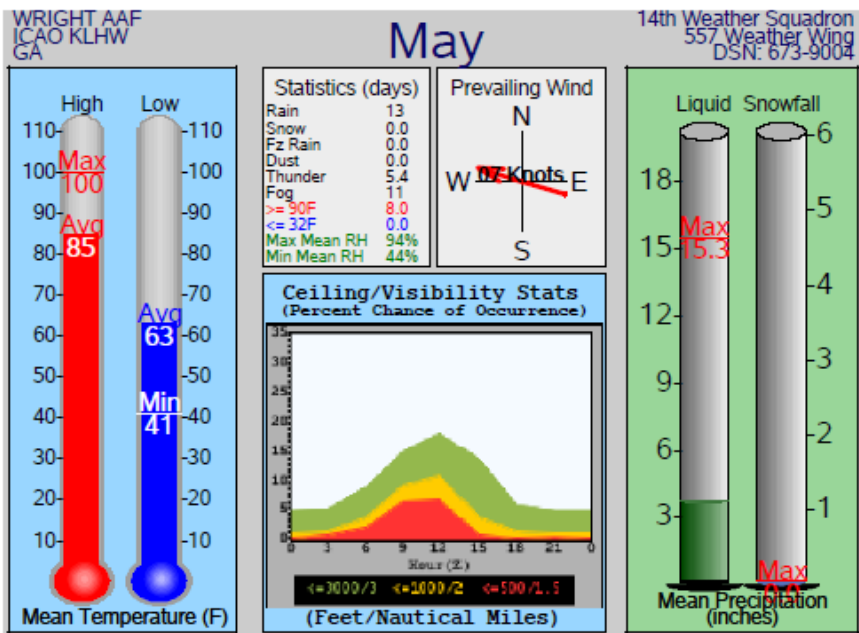 WRIGHT AAF
ICAO KLHW
GA
May
14th Weather Squadron
557 Weather Wing
DSN: 673-9004
High Low
110 110
Max
100 100
100
90 90
Avg
85
80 80
70 70
Avg
63
60 60
50 50
Min
40 40
41
30 30
20 20
10 10
Mean Temperature (F)
Statistics (days)
Rain 13
Snow 0.0
Fz Rain 0.0
Dust 0.0
Thunder 5.4
Fog 11
>= 90F 8.0
<= 32F 0.0
Max Mean RH 94%
Min Mean RH 44%
Prevailing Wind
N
W 07 Knots E
S
Ceiling/Visibility Stats
(Percent Chance of Occurrence)
35
30
25
20
15
10
5
0
0 3 6 9 12 15 18 21 0
Hour (Z)
<=3000/3 <=1000/2 <=500/1.5
(Feet/Nautical Miles)
Liquid Snowfall
6
18
5
Max
15
15.3
4
12
3
9
2
6
1
3
Max
0.0
Mean Precipitation
(inches)